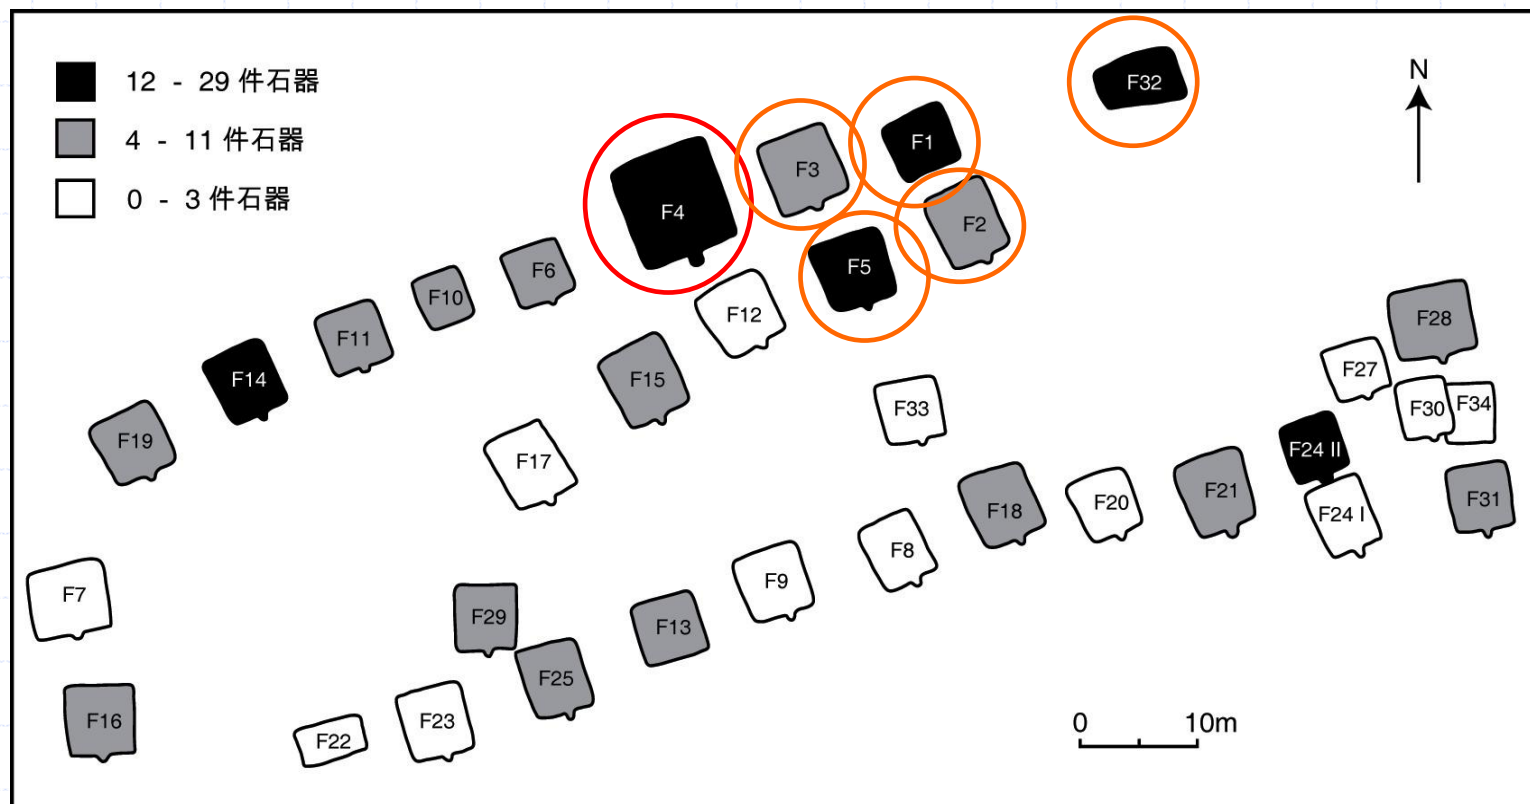 12 - 29 件石器
4 - 11 件石器
0 - 3 件石器
N
F32
F1
F3
F4
F2
F5
F6
F10
F12
F11
F14
F15
F19
F17
F33
F28
F27
F30
F34
F24 II
F24 I
F31
F21
F20
F18
F8
F9
F13
F7
F29
F25
F16
F23
F22
0 10m